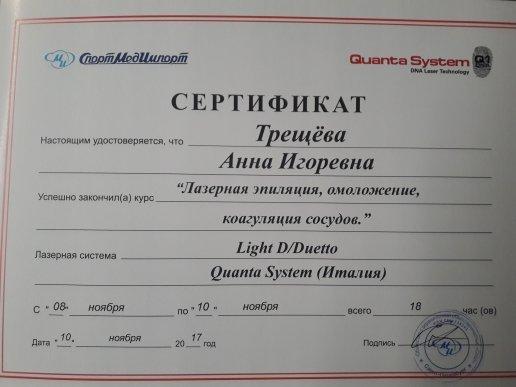 СпортМедИмпорт
Quanta System Q1
DNA Laser Technology
СЕРТИФИКАТ
Настоящим удостоверяется, что Трещёва
Анна Игоревна
Успешно закончил(а) курс “Лазерная эпиляция, омоложение,
коагуляция сосудов.”
Лазерная система Light D/Duetto
Quanta System (Италия)
С "08" ноября по "10" ноября всего 18 час (ов)
Дата "10" ноября 2017 год Подпись